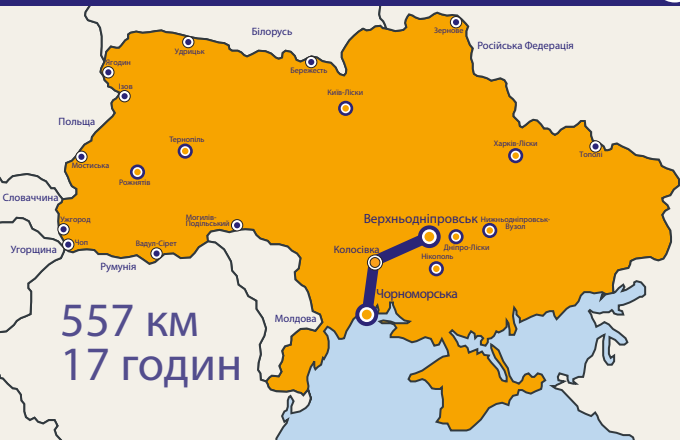 Зернове
Білорусь
Удрицьк
Російська Федерація
Ягодин
Бережесть
Ізов
Київ-Ліски
Польща
Тернопіль
Харків-Ліски
Тополі
Мостиська
Рожнятів
Словаччина
Ужгород
Могилів-
Подільський
Верхньодніпровськ
Нижньодніпровськ-
Вузол
Чоп
Вадул-Сірет
Угорщина
Колосівка
Дніпро-Ліски
Нікополь
Румунія
Чорноморська
Молдова
557 км
17 годин